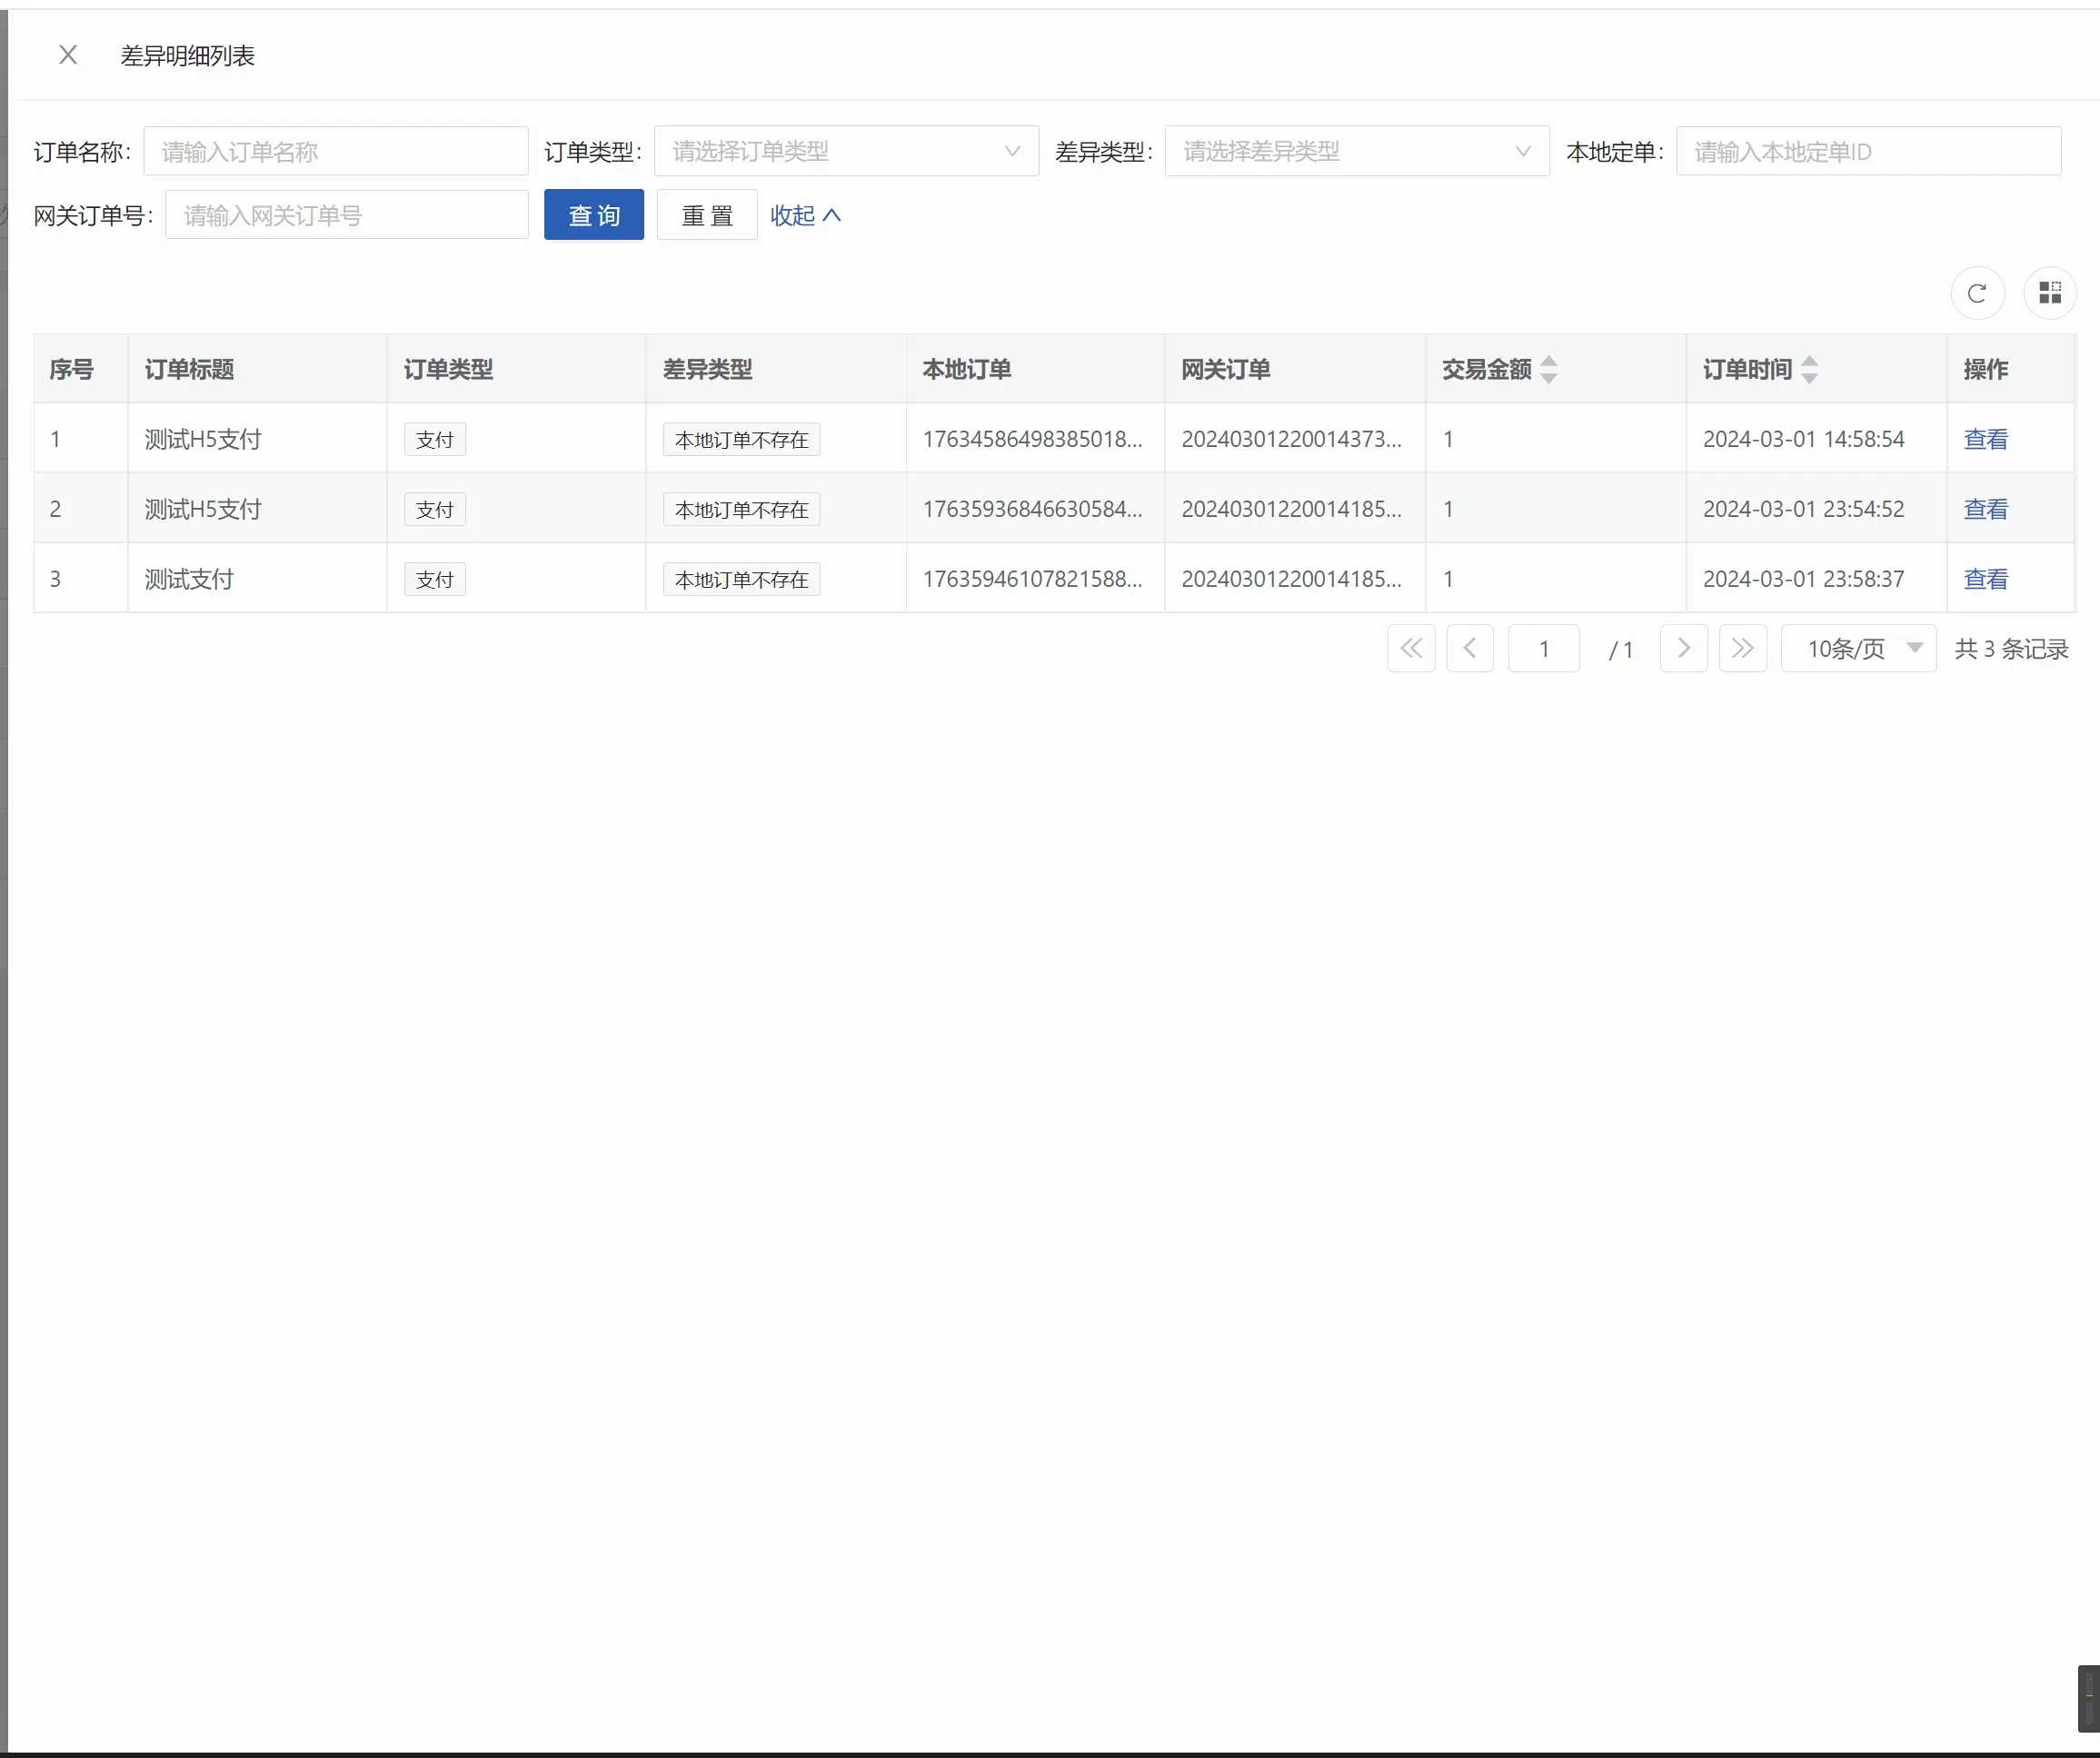 差异明细列表
订单名称: 请输入订单名称 订单类型: 请选择订单类型 差异类型: 请选择差异类型 本地定单: 请输入本地定单ID
网关订单号: 请输入网关订单号 查 询 重 置 收起
序号 订单标题 订单类型 差异类型 本地订单 网关订单 交易金额 订单时间 操作
1 测试H5支付 支付 本地订单不存在 17634586498385018... 20240301220014373... 1 2024-03-01 14:58:54 查看
2 测试H5支付 支付 本地订单不存在 17635936846630584... 20240301220014185... 1 2024-03-01 23:54:52 查看
3 测试支付 支付 本地订单不存在 17635946107821588... 20240301220014185... 1 2024-03-01 23:58:37 查看
1 / 1 10条/页 共 3 条记录